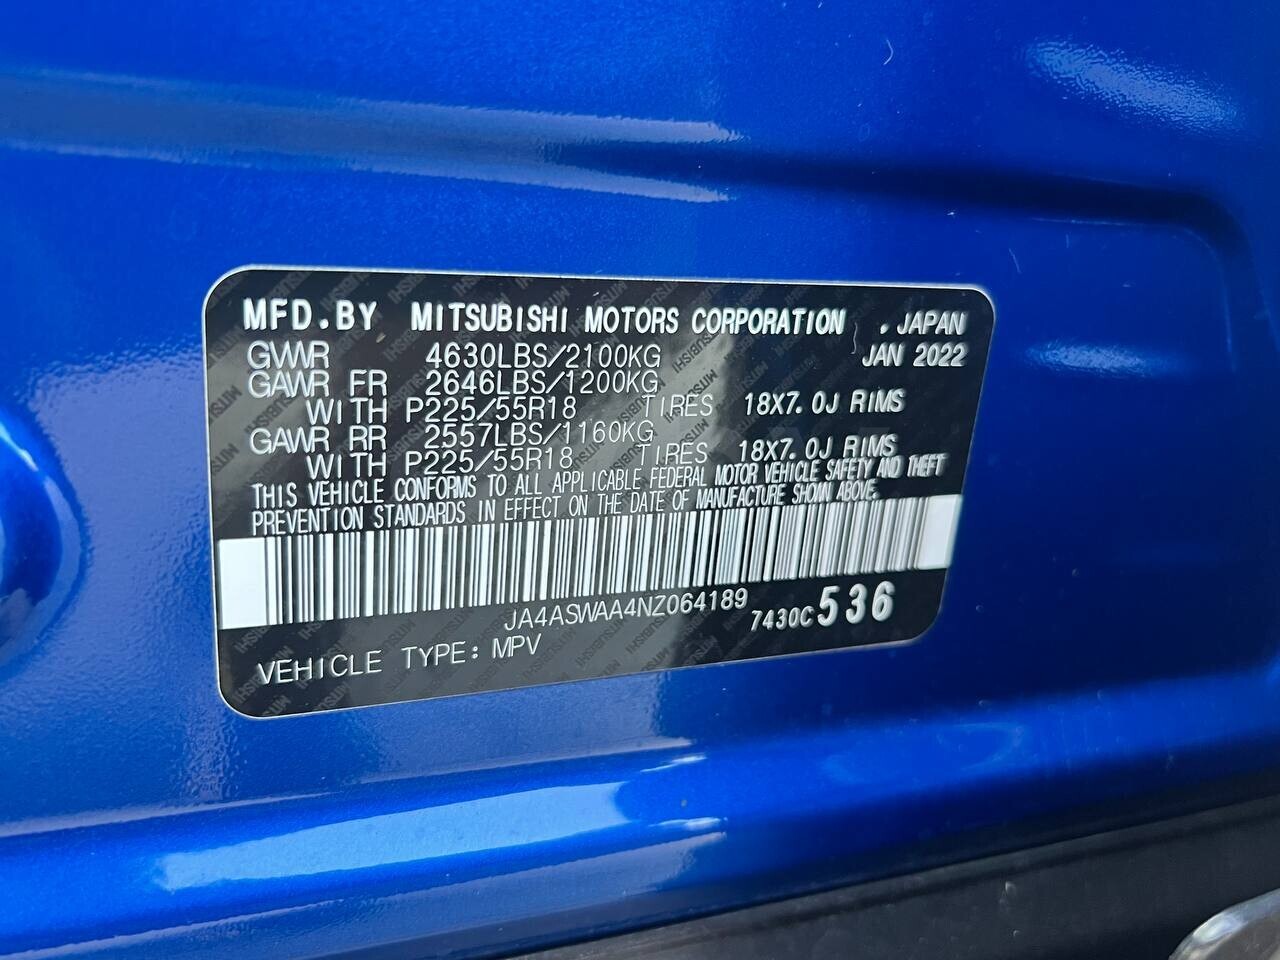 MFD.BY MITSUBISHI MOTORS CORPORATION . JAPAN
GVWR 4630LBS/2100KG JAN 2022
GAWR FR 2646LBS/1200KG
WITH P225/55R18 TIRES 18X7.0J RIMS
GAWR RR 2557LBS/1160KG
WITH P225/55R18 TIRES 18X7.0J RIMS
THIS VEHICLE CONFORMS TO ALL APPLICABLE FEDERAL MOTOR VEHICLE SAFETY AND THEFT
PREVENTION STANDARDS IN EFFECT ON THE DATE OF MANUFACTURE SHOWN ABOVE.
JA4ASWAA4NZ064189 7430C536
VEHICLE TYPE: MPV